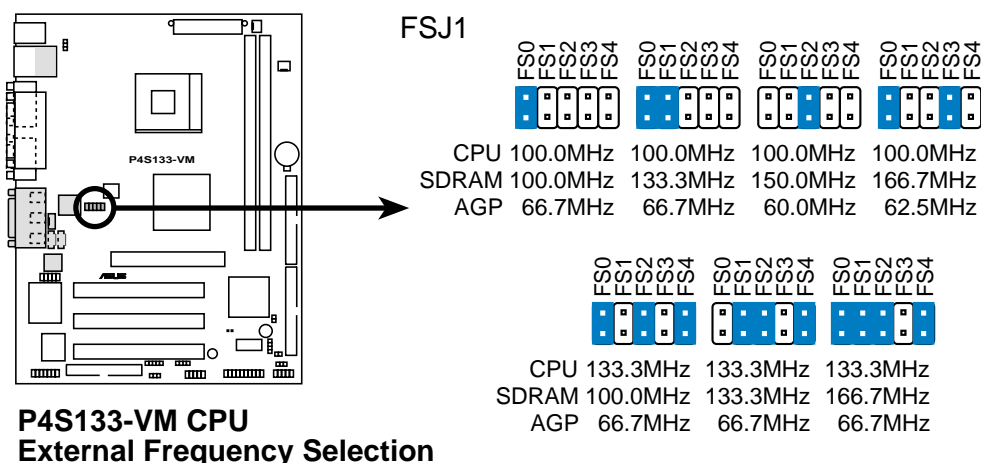 FSJ1
FS0 FS1 FS2 FS3 FS4 FS0 FS1 FS2 FS3 FS4 FS0 FS1 FS2 FS3 FS4 FS0 FS1 FS2 FS3 FS4
CPU 100.0MHz 100.0MHz 100.0MHz 100.0MHz
SDRAM 100.0MHz 133.3MHz 150.0MHz 166.7MHz
AGP 66.7MHz 66.7MHz 60.0MHz 62.5MHz
P4S133-VM
ASUS
FS0 FS1 FS2 FS3 FS4 FS0 FS1 FS2 FS3 FS4 FS0 FS1 FS2 FS3 FS4
CPU 133.3MHz 133.3MHz 133.3MHz
SDRAM 100.0MHz 133.3MHz 166.7MHz
AGP 66.7MHz 66.7MHz 66.7MHz
P4S133-VM CPU
External Frequency Selection